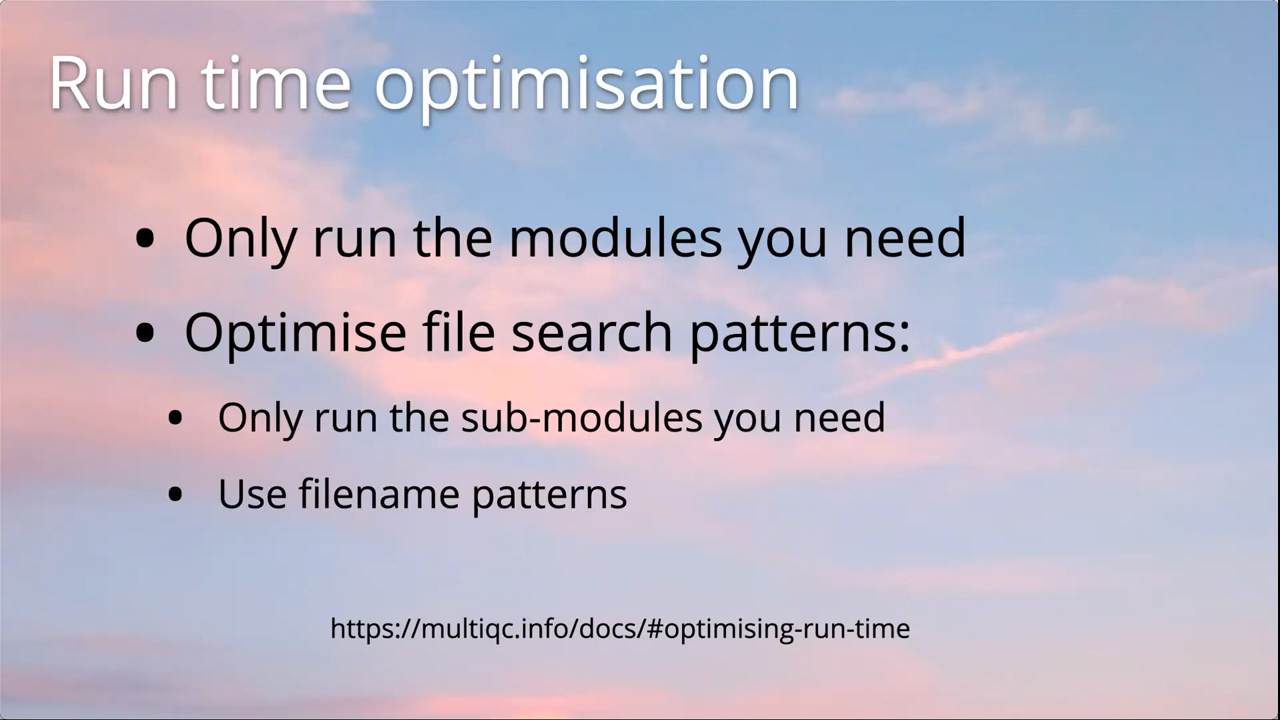 Run time optimisation
• Only run the modules you need
• Optimise file search patterns:
• Only run the sub-modules you need
• Use filename patterns
https://multiqc.info/docs/#optimising-run-time